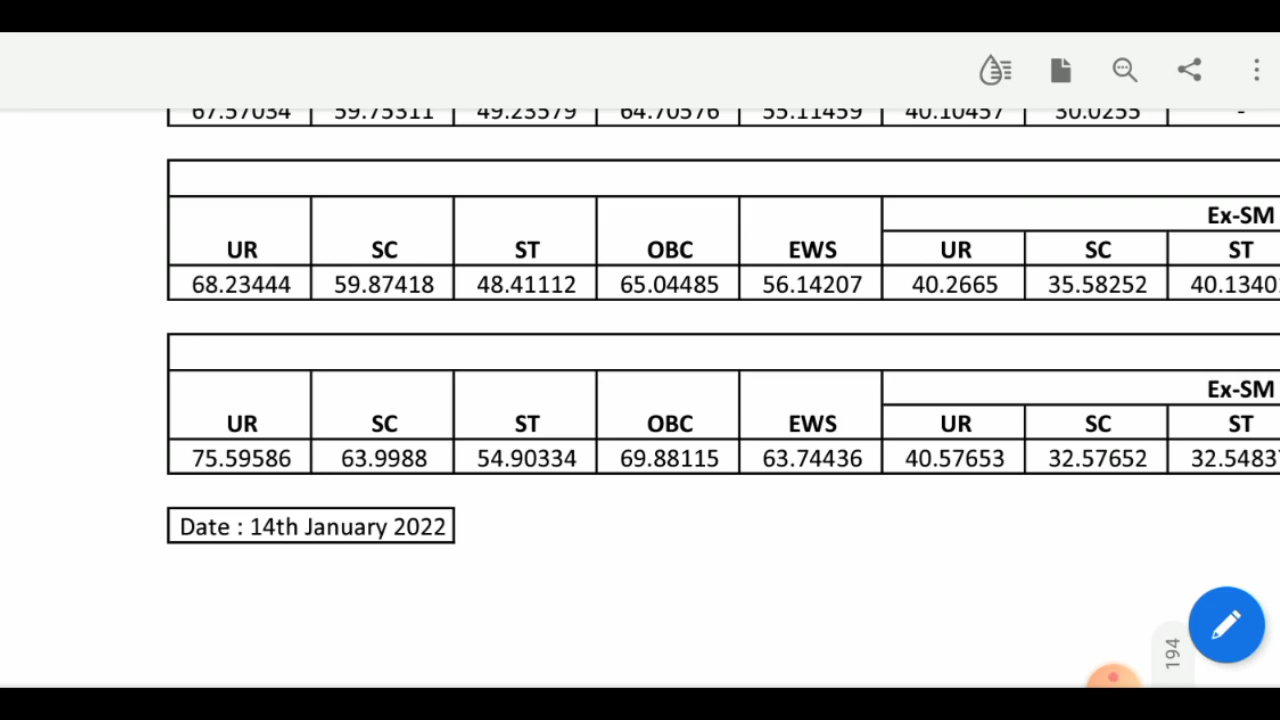 67.57034 59.75311 49.23579 64.70576 55.11459 40.10457 30.0255 -
Ex-SM
UR SC ST OBC EWS UR SC ST
68.23444 59.87418 48.41112 65.04485 56.14207 40.2665 35.58252 40.1340
Ex-SM
UR SC ST OBC EWS UR SC ST
75.59586 63.9988 54.90334 69.88115 63.74436 40.57653 32.57652 32.5483
Date : 14th January 2022
194